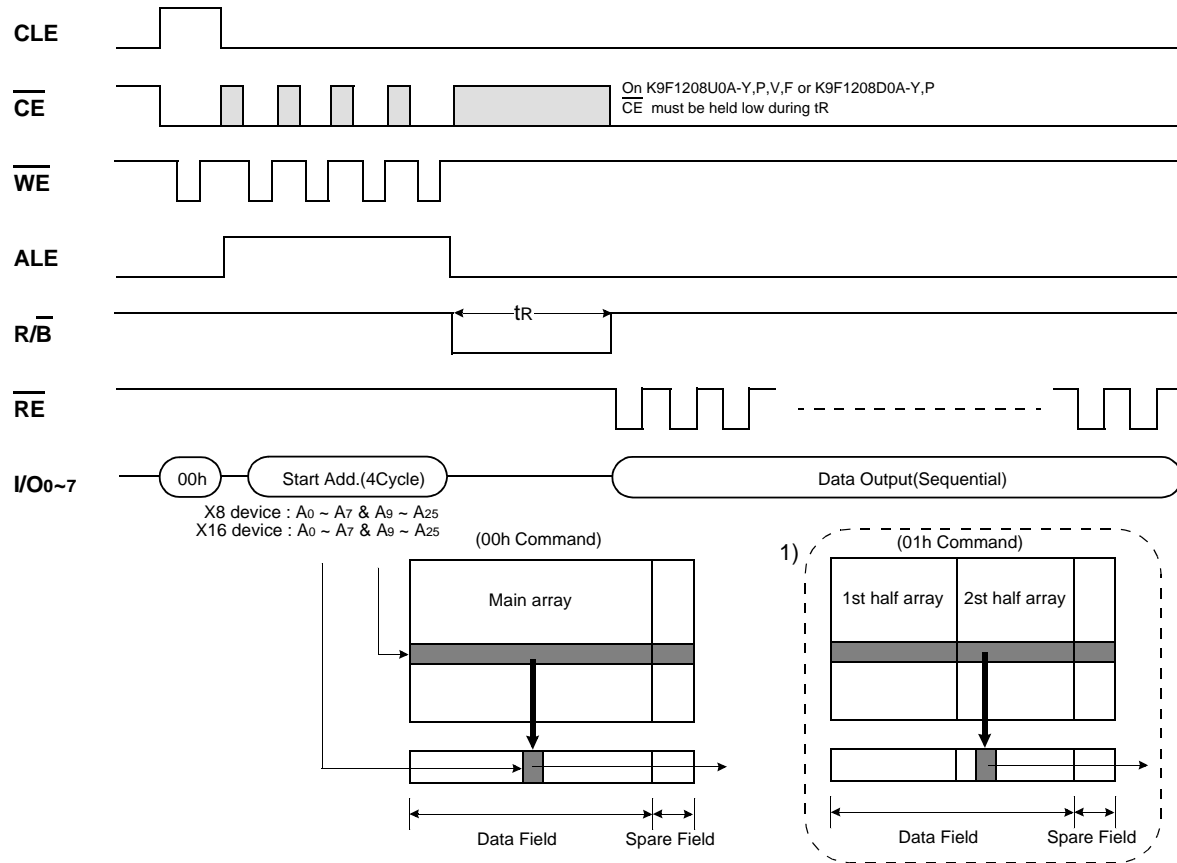 CLE
CE
On K9F1208U0A-Y,P,V,F or K9F1208D0A-Y,P
CE must be held low during tR
WE
ALE
R/B
tR
RE
I/O0~7
00h
Start Add.(4Cycle)
Data Output(Sequential)
X8 device : A0 ~ A7 & A9 ~ A25
X16 device : A0 ~ A7 & A9 ~ A25
(00h Command)
Main array
Data Field
Spare Field
1)
(01h Command)
1st half array
2st half array
Data Field
Spare Field